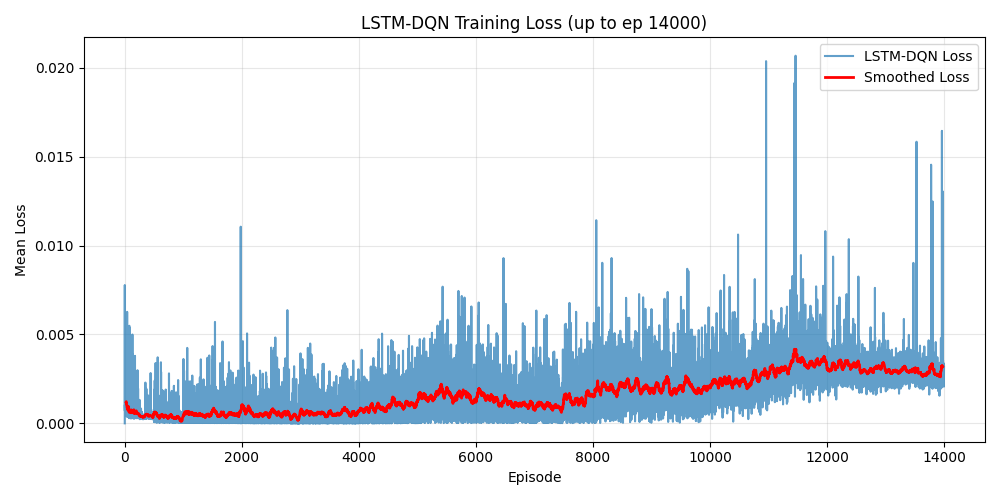 LSTM-DQN Training Loss (up to ep 14000)
LSTM-DQN Loss
Smoothed Loss
Mean Loss
0.020
0.015
0.010
0.005
0.000
0 2000 4000 6000 8000 10000 12000 14000
Episode